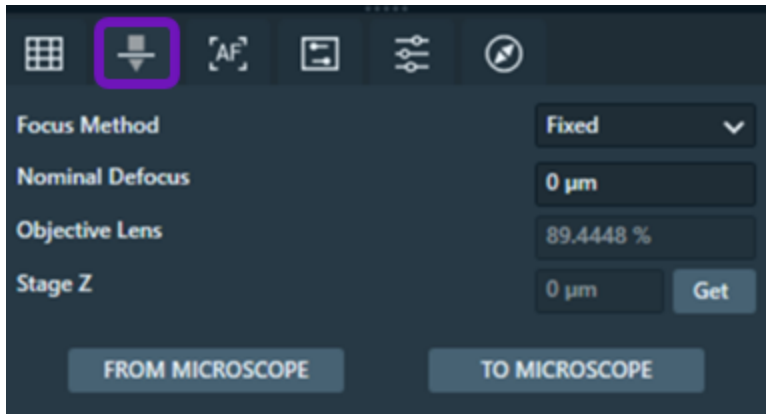 AF
Focus Method Fixed
Nominal Defocus 0 µm
Objective Lens 89.4448 %
Stage Z 0 µm Get
FROM MICROSCOPE TO MICROSCOPE